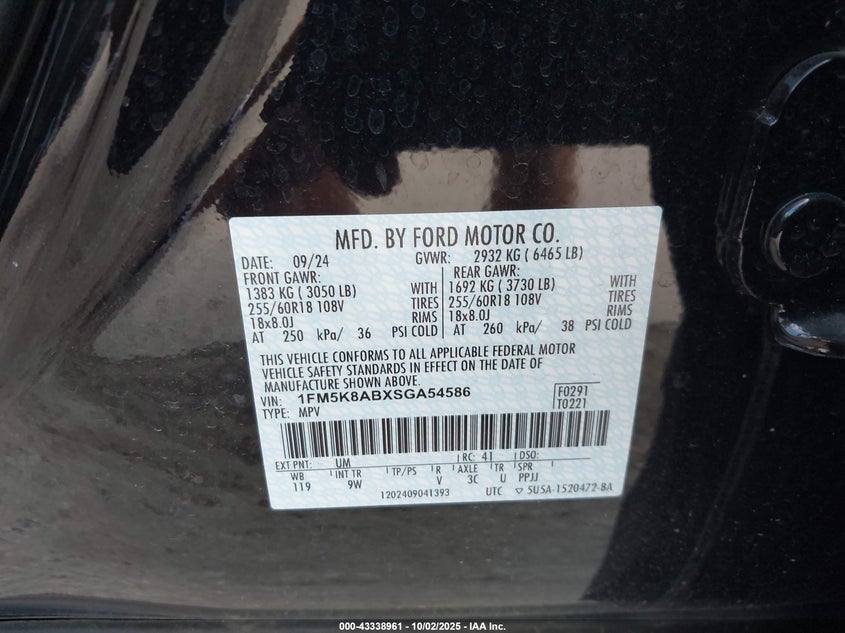 MFD. BY FORD MOTOR CO.
DATE: 09/24 GVWR: 2932 KG ( 6465 LB)
FRONT GAWR: REAR GAWR:
1383 KG ( 3050 LB) WITH 1692 KG ( 3730 LB) WITH
255/60R18 108V TIRES 255/60R18 108V TIRES
18x8.0J RIMS 18x8.0J RIMS
AT 250 kPa/ 36 PSI COLD AT 260 kPa/ 38 PSI COLD
THIS VEHICLE CONFORMS TO ALL APPLICABLE FEDERAL MOTOR
VEHICLE SAFETY STANDARDS IN EFFECT ON THE DATE OF
MANUFACTURE SHOWN ABOVE.
VIN: 1FM5K8ABXSGA54586 F0291
TYPE: MPV T0221
EXT PNT: UM RC: 41 DSO:
WB INT TR TP/PS R AXLE TR SPR
119 9W V 3C U PPJJ
1202409041393 UTC ▽ 5U5A-1520472-BA
000-43338961 - 10/02/2025 - IAA Inc.